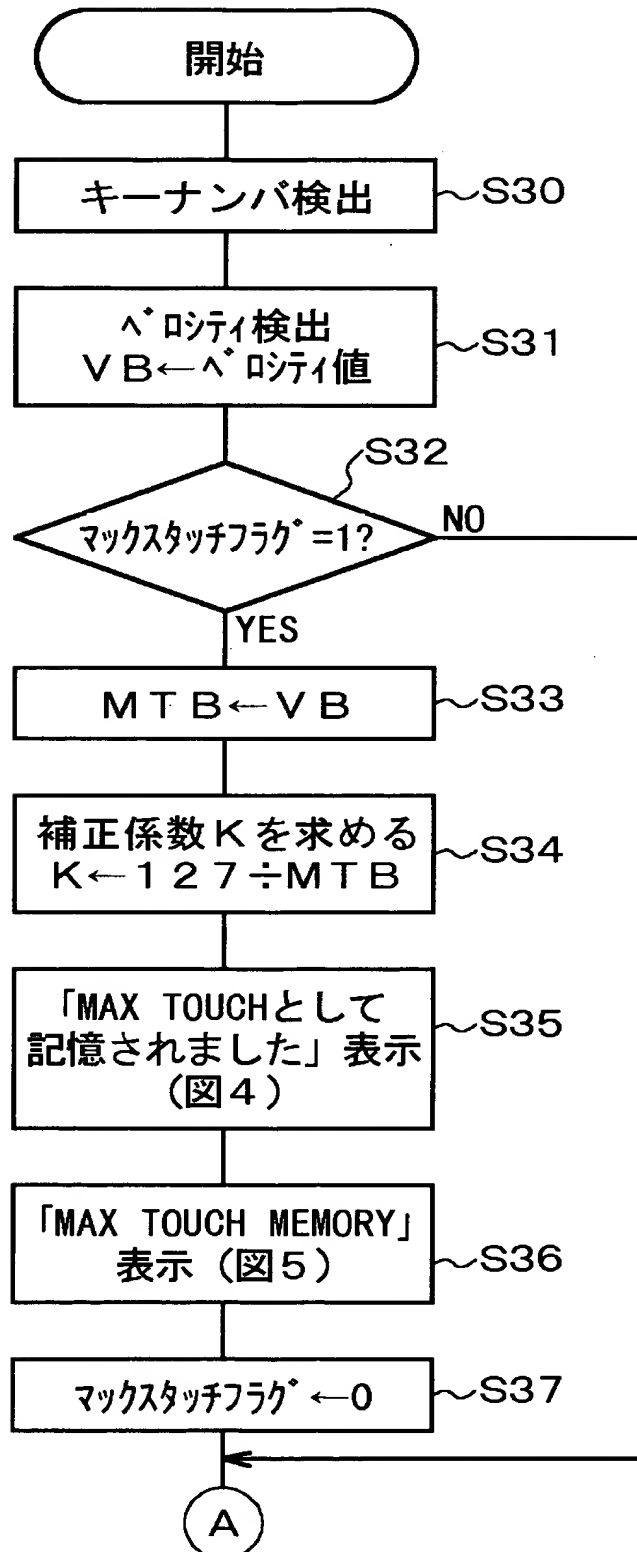 開始
キーナンバ検出
S30
ﾍﾞﾛｼﾃｨ検出
ＶＢ←ﾍﾞﾛｼﾃｨ値
S31
S32
ﾏｯｸｽﾀｯﾁﾌﾗｸﾞ=1?
NO
YES
ＭＴＢ←ＶＢ
S33
補正係数Ｋを求める
Ｋ←１２７÷MTB
S34
「MAX TOUCHとして
記憶されました」表示
(図４)
S35
「MAX TOUCH MEMORY」
表示（図５）
S36
ﾏｯｸｽﾀｯﾁﾌﾗｸﾞ←0
S37
A